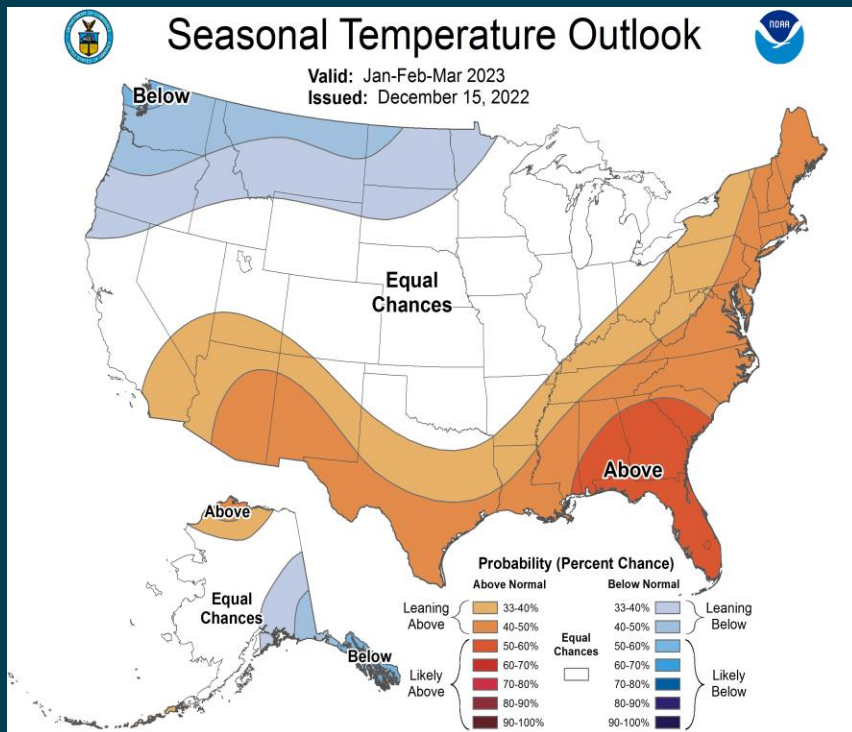 Seasonal Temperature Outlook
NOAA
Valid: Jan-Feb-Mar 2023
Issued: December 15, 2022
Below
Equal
Chances
Above
Above
Equal
Chances
Below
Probability (Percent Chance)
Above Normal
Below Normal
Leaning
Above
33-40%
40-50%
Likely
Above
50-60%
60-70%
70-80%
80-90%
90-100%
Equal
Chances
33-40%
40-50%
Leaning
Below
50-60%
60-70%
70-80%
80-90%
90-100%
Likely
Below